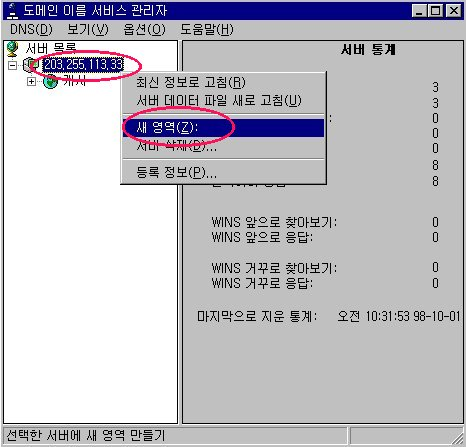 도메인 이름 서비스 관리자
DNS(D) 보기(V) 옵션(O) 도움말(H)
서버 목록
203,255,113,33
캐시
서버 통계
최신 정보로 고침(R)
서버 데이터 파일 새로 고침(U)
새 영역(Z):
서버 삭제(D)...
등록 정보(P)...
3
3
0
0
0
8
8
WINS 앞으로 찾아보기: 0
WINS 앞으로 응답: 0
WINS 거꾸로 찾아보기: 0
WINS 거꾸로 응답: 0
마지막으로 지운 통계: 오전 10:31:53 98-10-01
선택한 서버에 새 영역 만들기